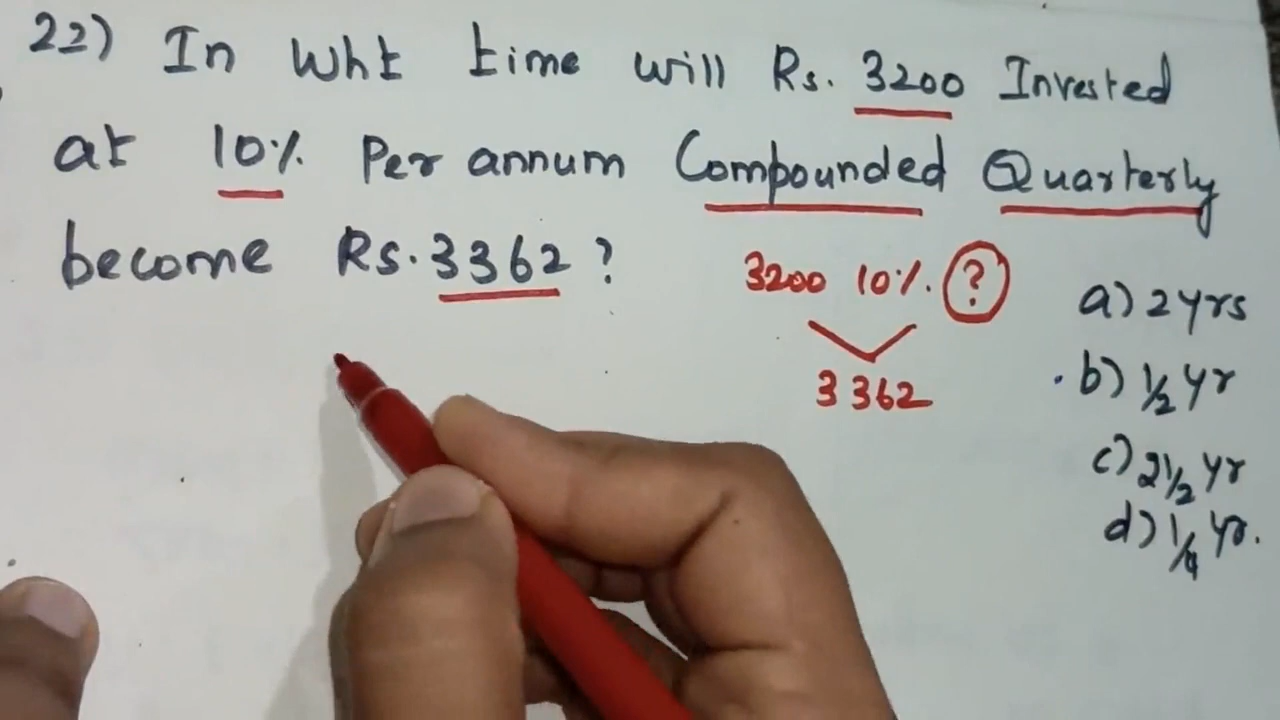 22) In Wht time will Rs. 3200 Invested
at 10% Per annum Compounded Quarterly
become Rs. 3362 ?
3200 10% ?
3362
a) 2 yrs
b) 1/2 yr
c) 2 1/2 yr
d) 1/4 yr.